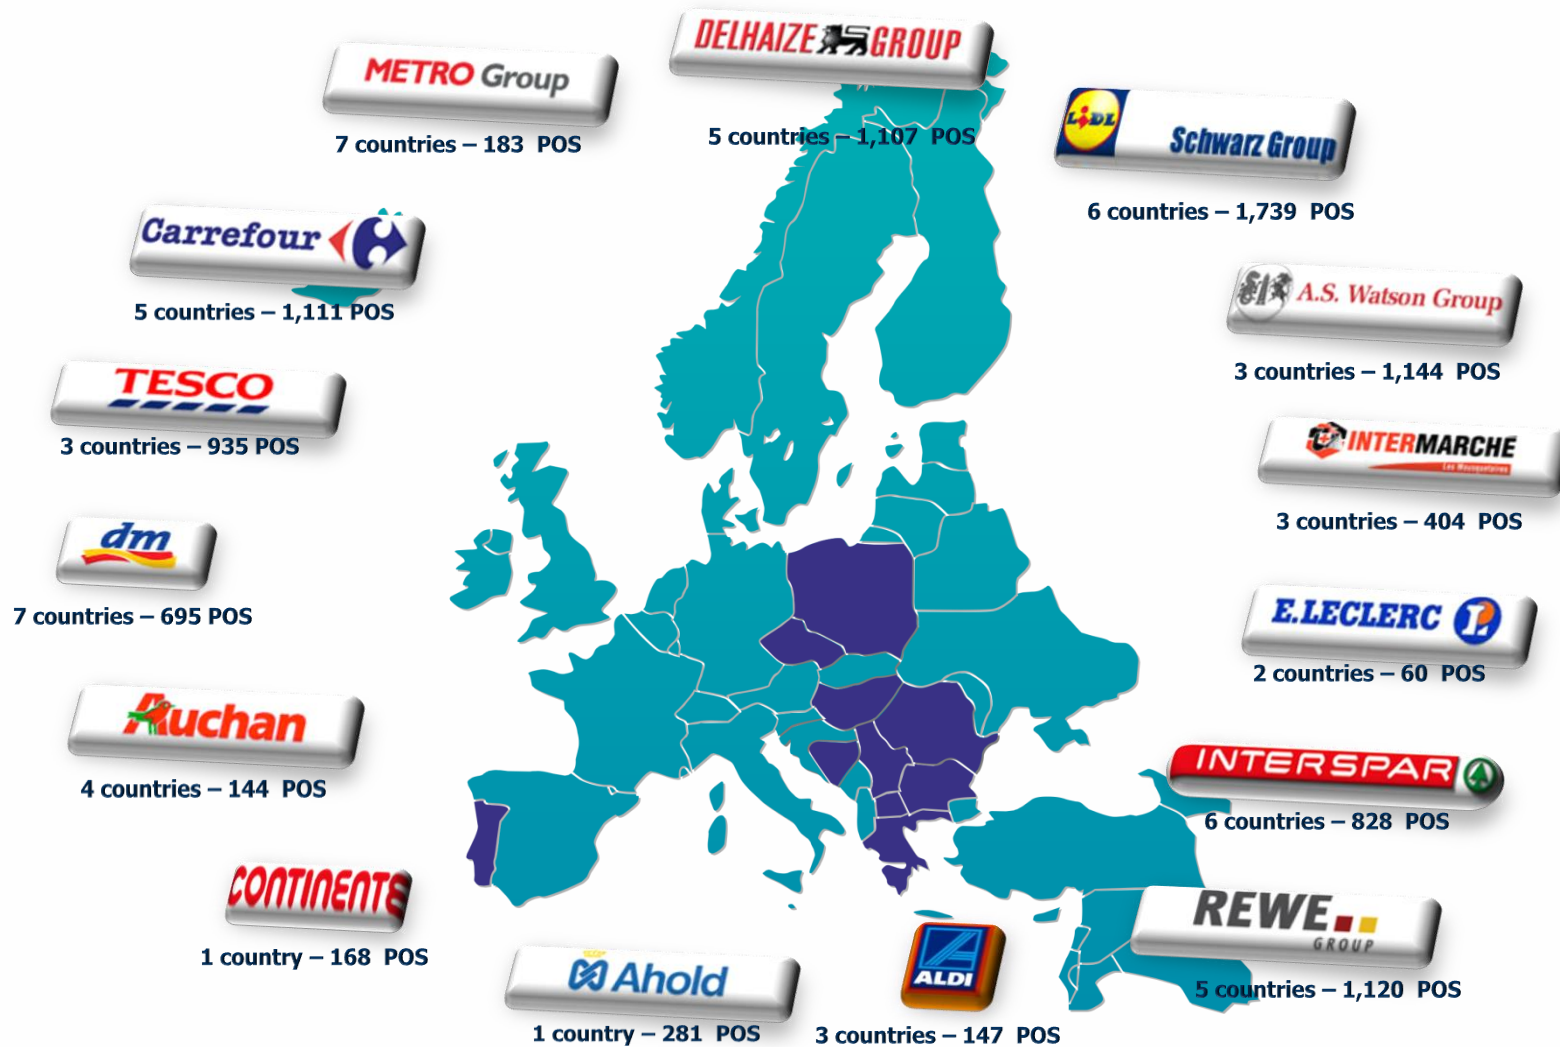 DELHAIZE GROUP
5 countries – 1,107 POS
METRO Group
7 countries – 183 POS
LIDL
Schwarz Group
6 countries – 1,739 POS
Carrefour
5 countries – 1,111 POS
A.S. Watson Group
3 countries – 1,144 POS
TESCO
3 countries – 935 POS
INTERMARCHE
Les Mousquetaires
3 countries – 404 POS
dm
7 countries – 695 POS
E.LECLERC L
2 countries – 60 POS
Auchan
4 countries – 144 POS
INTERSPAR
6 countries – 828 POS
CONTINENTE
1 country – 168 POS
REWE
GROUP
5 countries – 1,120 POS
Ahold
1 country – 281 POS
ALDI
3 countries – 147 POS